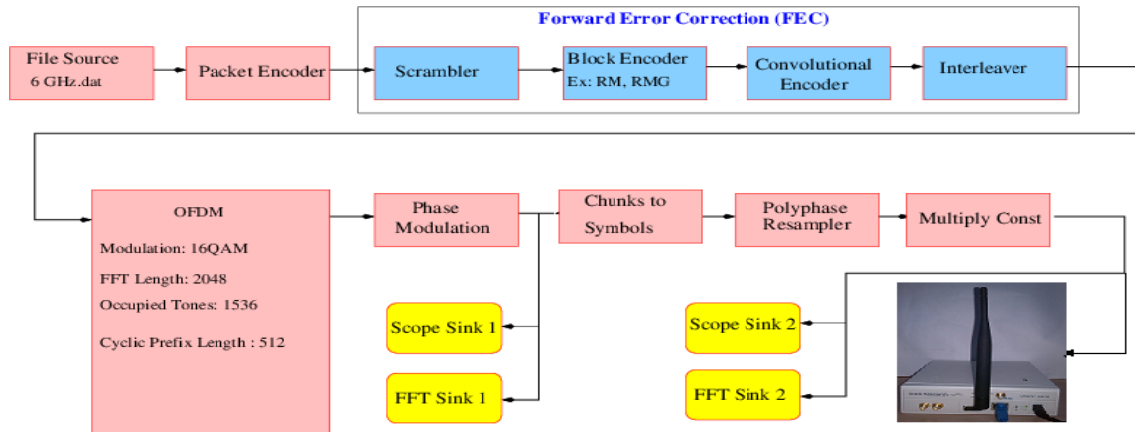 Forward Error Correction (FEC)
File Source
6 GHz.dat
Packet Encoder
Scrambler
Block Encoder
Ex: RM, RMG
Convolutional
Encoder
Interleaver
OFDM
Modulation: 16QAM
FFT Length: 2048
Occupied Tones: 1536
Cyclic Prefix Length : 512
Phase
Modulation
Chunks to
Symbols
Polyphase
Resampler
Multiply Const
Scope Sink 1
FFT Sink 1
Scope Sink 2
FFT Sink 2